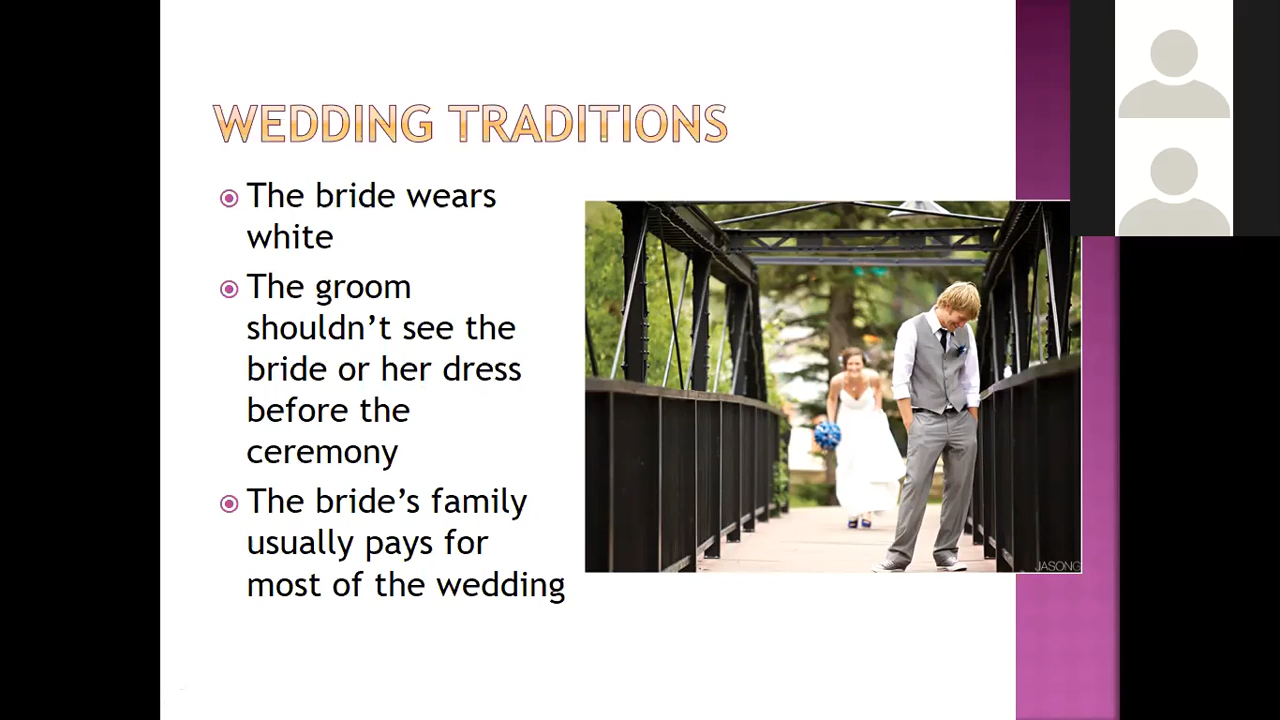 WEDDING TRADITIONS
The bride wears
white
The groom
shouldn’t see the
bride or her dress
before the
ceremony
The bride’s family
usually pays for
most of the wedding
JASONG